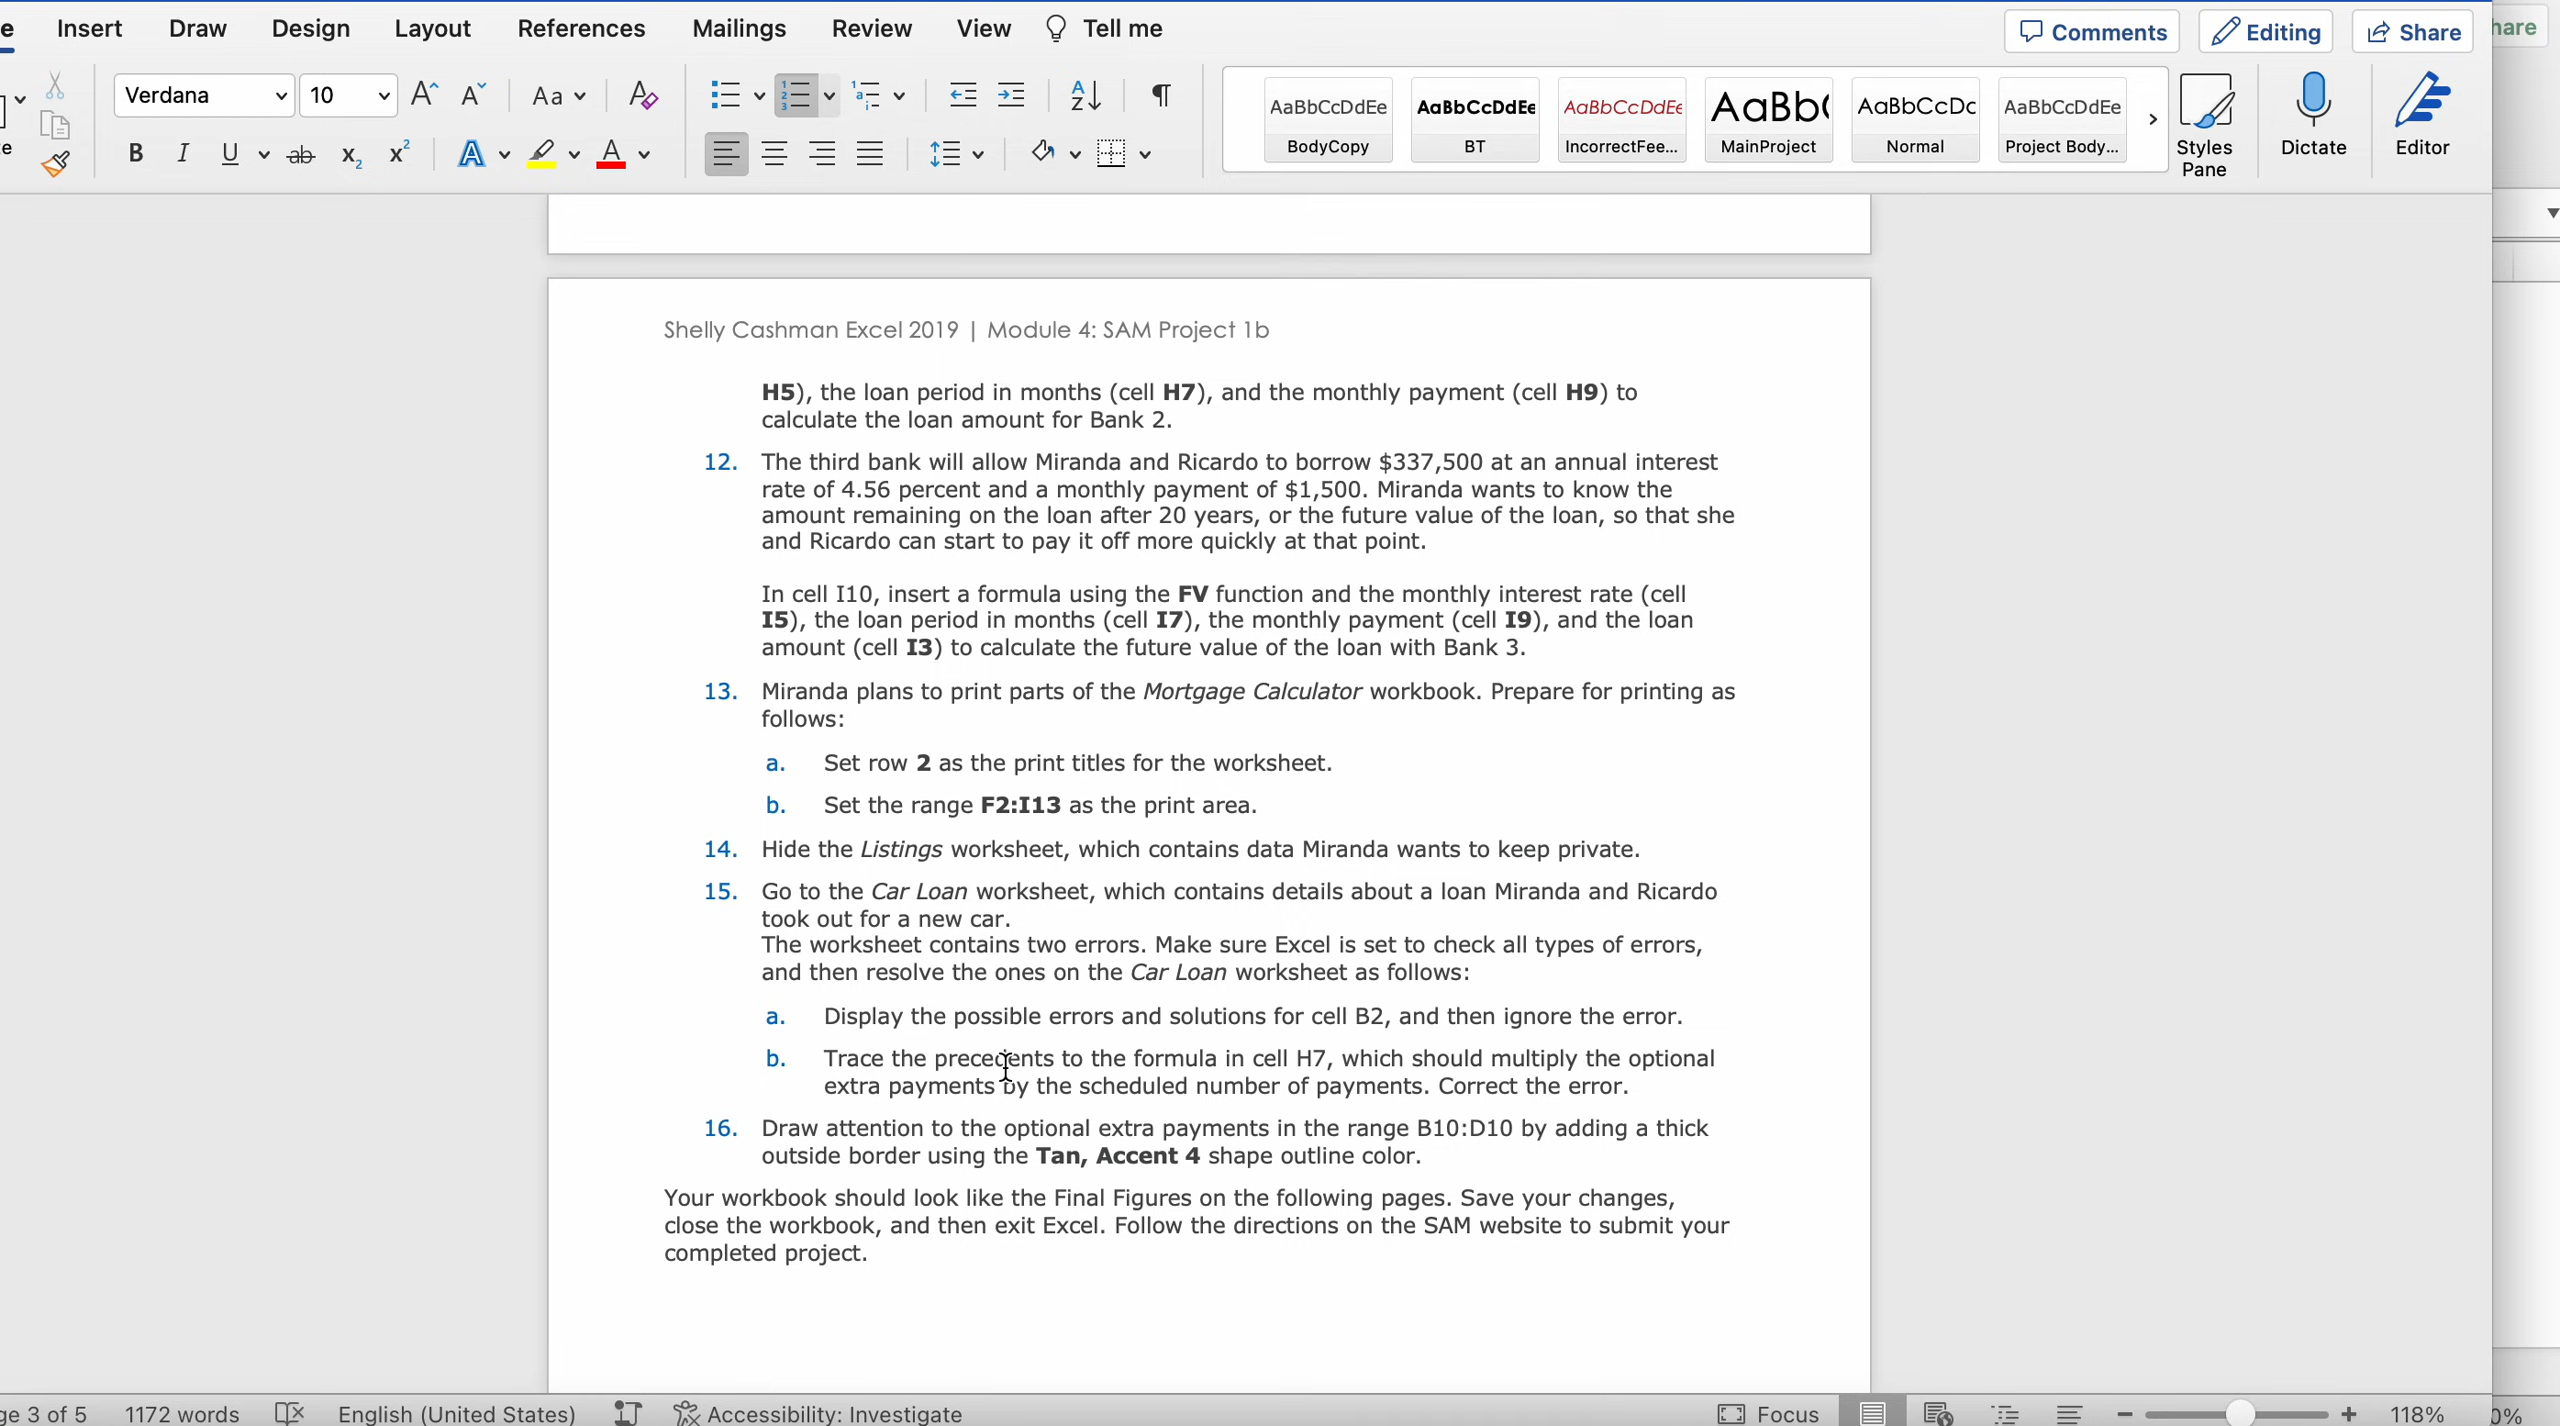 Insert Draw Design Layout References Mailings Review View Tell me Comments Editing Share hare
Verdana 10 Aa
AaBbCcDdEe AaBbCcDdEe AaBbCcDdEe AaBb( AaBbCcDc AaBbCcDdEe
BodyCopy BT IncorrectFee... MainProject Normal Project Body...
Styles Pane Dictate Editor
B I U ab x2 x2 A A
Shelly Cashman Excel 2019 | Module 4: SAM Project 1b
H5), the loan period in months (cell H7), and the monthly payment (cell H9) to
calculate the loan amount for Bank 2.
12. The third bank will allow Miranda and Ricardo to borrow $337,500 at an annual interest
rate of 4.56 percent and a monthly payment of $1,500. Miranda wants to know the
amount remaining on the loan after 20 years, or the future value of the loan, so that she
and Ricardo can start to pay it off more quickly at that point.
In cell I10, insert a formula using the FV function and the monthly interest rate (cell
I5), the loan period in months (cell I7), the monthly payment (cell I9), and the loan
amount (cell I3) to calculate the future value of the loan with Bank 3.
13. Miranda plans to print parts of the Mortgage Calculator workbook. Prepare for printing as
follows:
a. Set row 2 as the print titles for the worksheet.
b. Set the range F2:I13 as the print area.
14. Hide the Listings worksheet, which contains data Miranda wants to keep private.
15. Go to the Car Loan worksheet, which contains details about a loan Miranda and Ricardo
took out for a new car.
The worksheet contains two errors. Make sure Excel is set to check all types of errors,
and then resolve the ones on the Car Loan worksheet as follows:
a. Display the possible errors and solutions for cell B2, and then ignore the error.
b. Trace the precedents to the formula in cell H7, which should multiply the optional
extra payments by the scheduled number of payments. Correct the error.
16. Draw attention to the optional extra payments in the range B10:D10 by adding a thick
outside border using the Tan, Accent 4 shape outline color.
Your workbook should look like the Final Figures on the following pages. Save your changes,
close the workbook, and then exit Excel. Follow the directions on the SAM website to submit your
completed project.
ge 3 of 5 1172 words English (United States) Accessibility: Investigate Focus 118% 0%